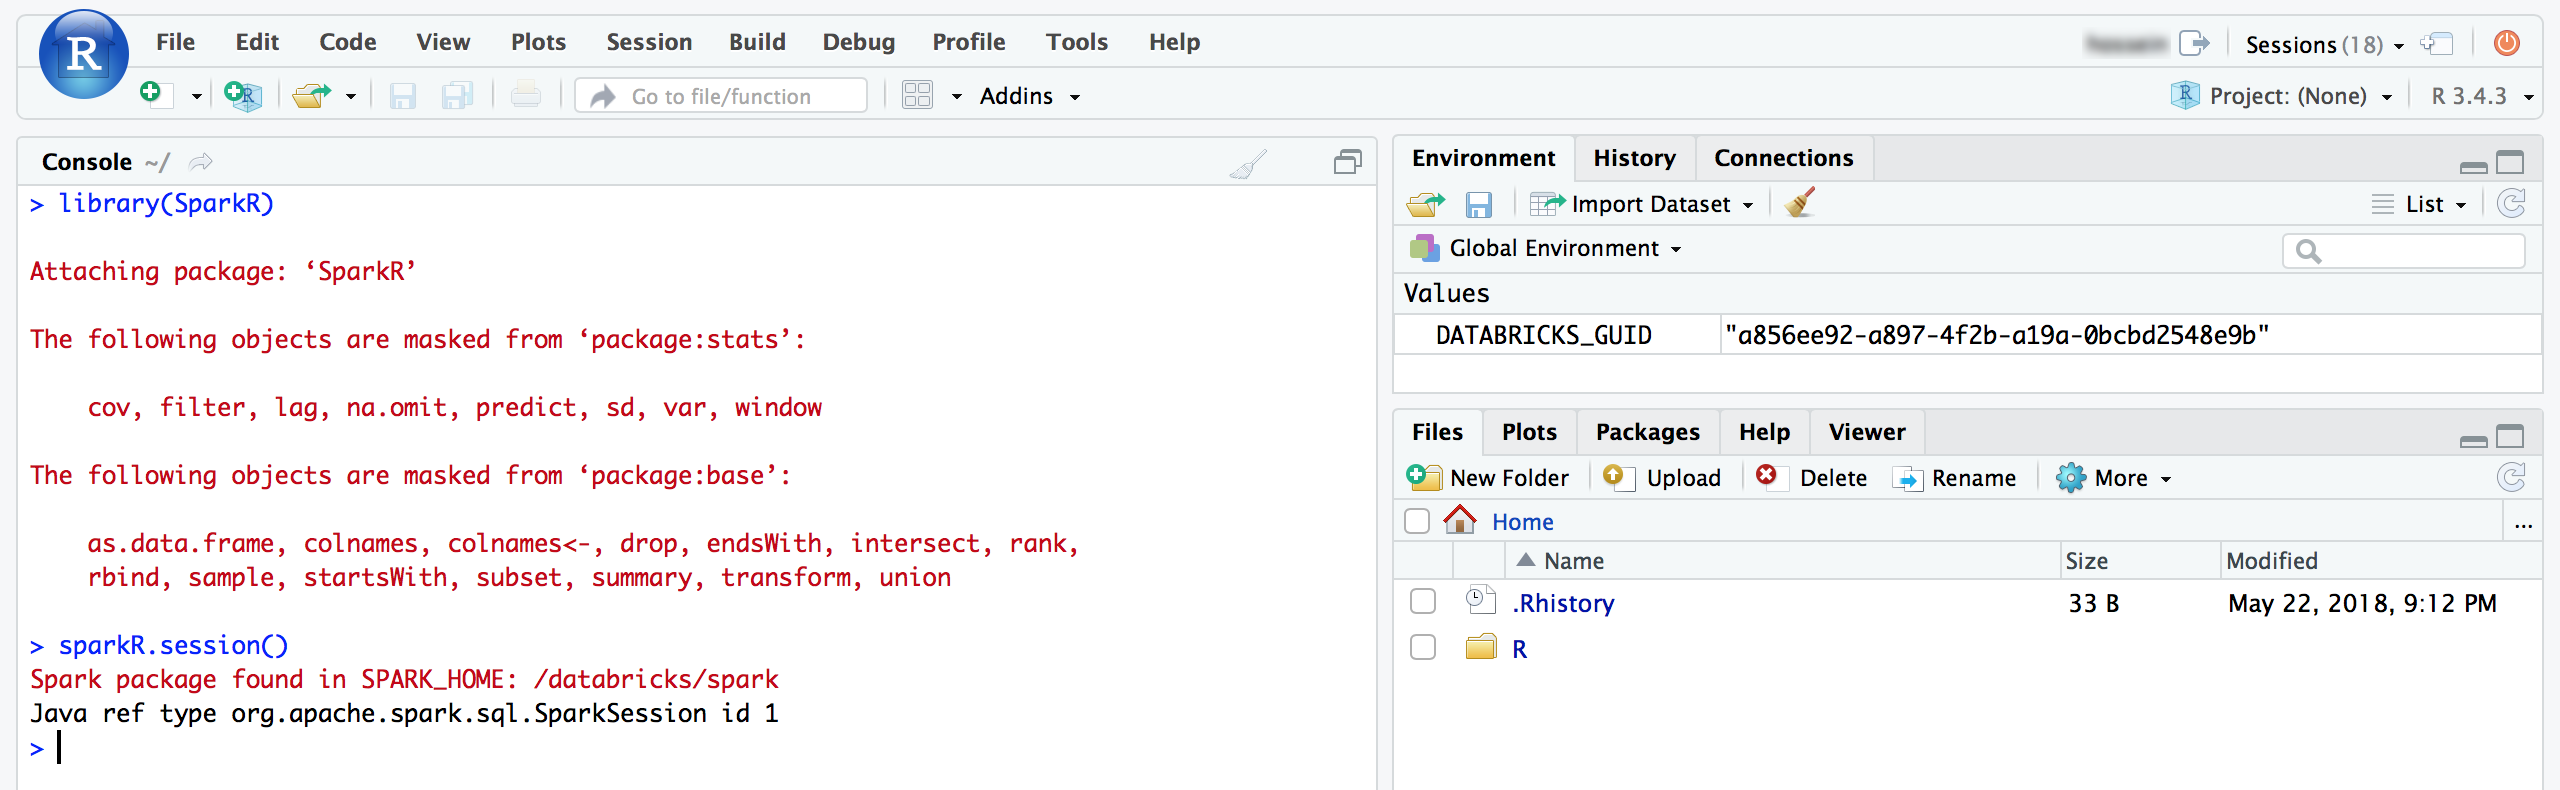 R
File Edit Code View Plots Session Build Debug Profile Tools Help
Sessions (18)
Go to file/function
Addins
Project: (None)
R 3.4.3
Console ~/
> library(SparkR)
Attaching package: ‘SparkR’
The following objects are masked from ‘package:stats’:
cov, filter, lag, na.omit, predict, sd, var, window
The following objects are masked from ‘package:base’:
as.data.frame, colnames, colnames<-, drop, endsWith, intersect, rank,
rbind, sample, startsWith, subset, summary, transform, union
> sparkR.session()
Spark package found in SPARK_HOME: /databricks/spark
Java ref type org.apache.spark.sql.SparkSession id 1
>
Environment History Connections
Import Dataset
List
Global Environment
Values
DATABRICKS_GUID "a856ee92-a897-4f2b-a19a-0bcbd2548e9b"
Files Plots Packages Help Viewer
New Folder Upload Delete Rename More
Home
...
Name Size Modified
.Rhistory 33 B May 22, 2018, 9:12 PM
R